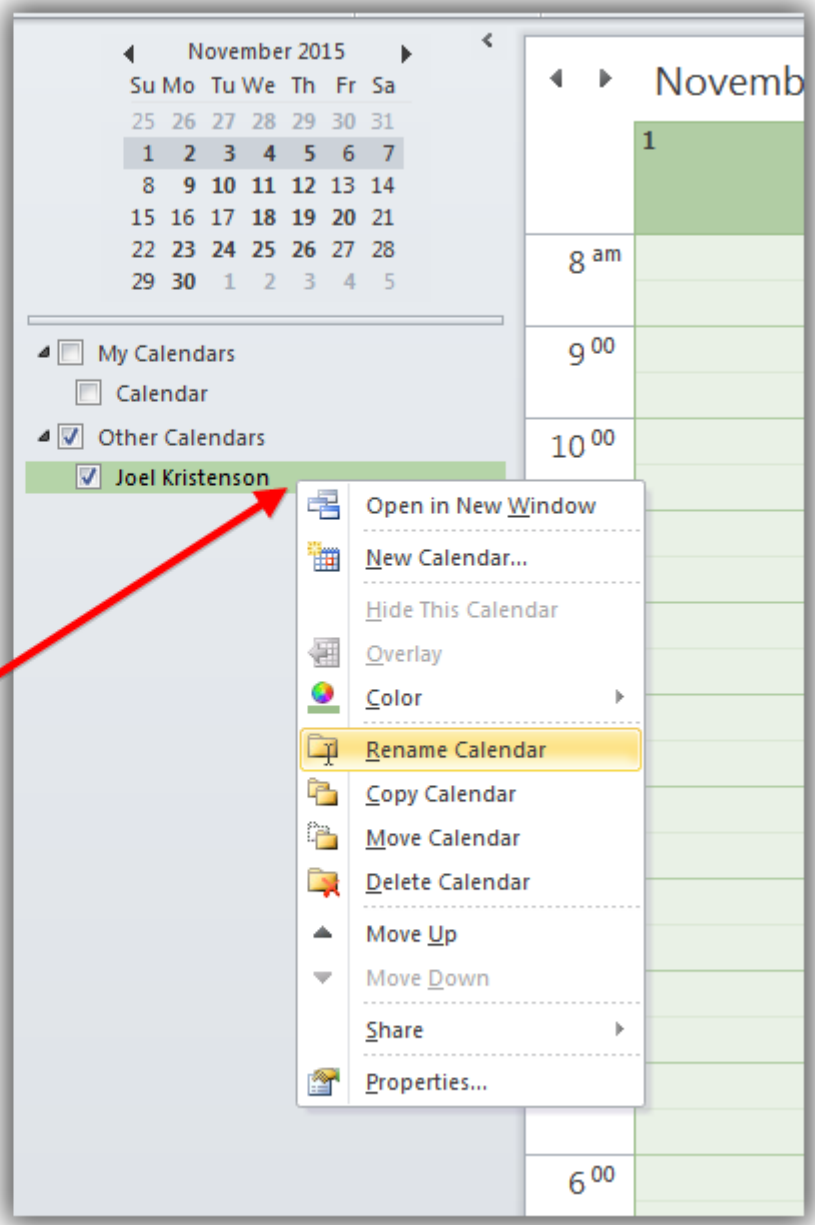 November 2015
Su Mo Tu We Th Fr Sa
25 26 27 28 29 30 31
1 2 3 4 5 6 7
8 9 10 11 12 13 14
15 16 17 18 19 20 21
22 23 24 25 26 27 28
29 30 1 2 3 4 5
My Calendars
Calendar
Other Calendars
Joel Kristenson
Open in New Window
New Calendar...
Hide This Calendar
Overlay
Color
Rename Calendar
Copy Calendar
Move Calendar
Delete Calendar
Move Up
Move Down
Share
Properties...
Novemb
1
8 am
9 00
10 00
6 00